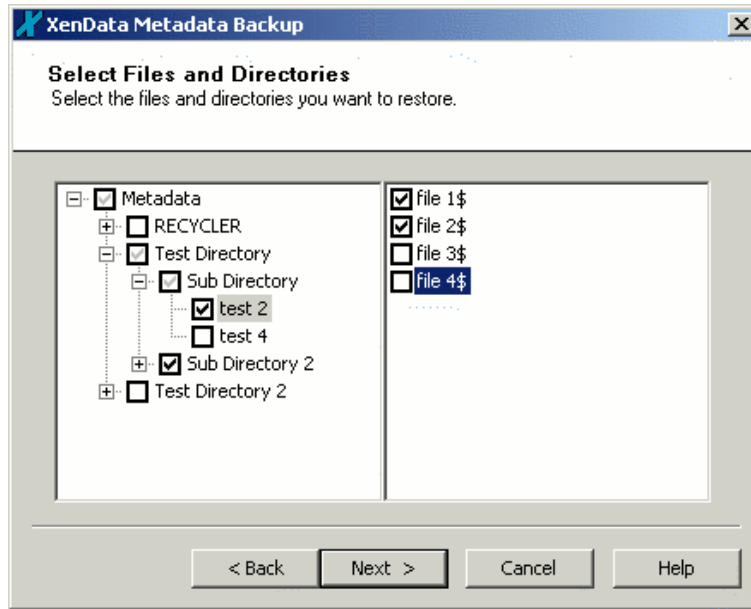 XenData Metadata Backup
Select Files and Directories
Select the files and directories you want to restore.
Metadata
RECYCLER
Test Directory
Sub Directory
test 2
test 4
Sub Directory 2
Test Directory 2
file 1$
file 2$
file 3$
file 4$
< Back
Next >
Cancel
Help